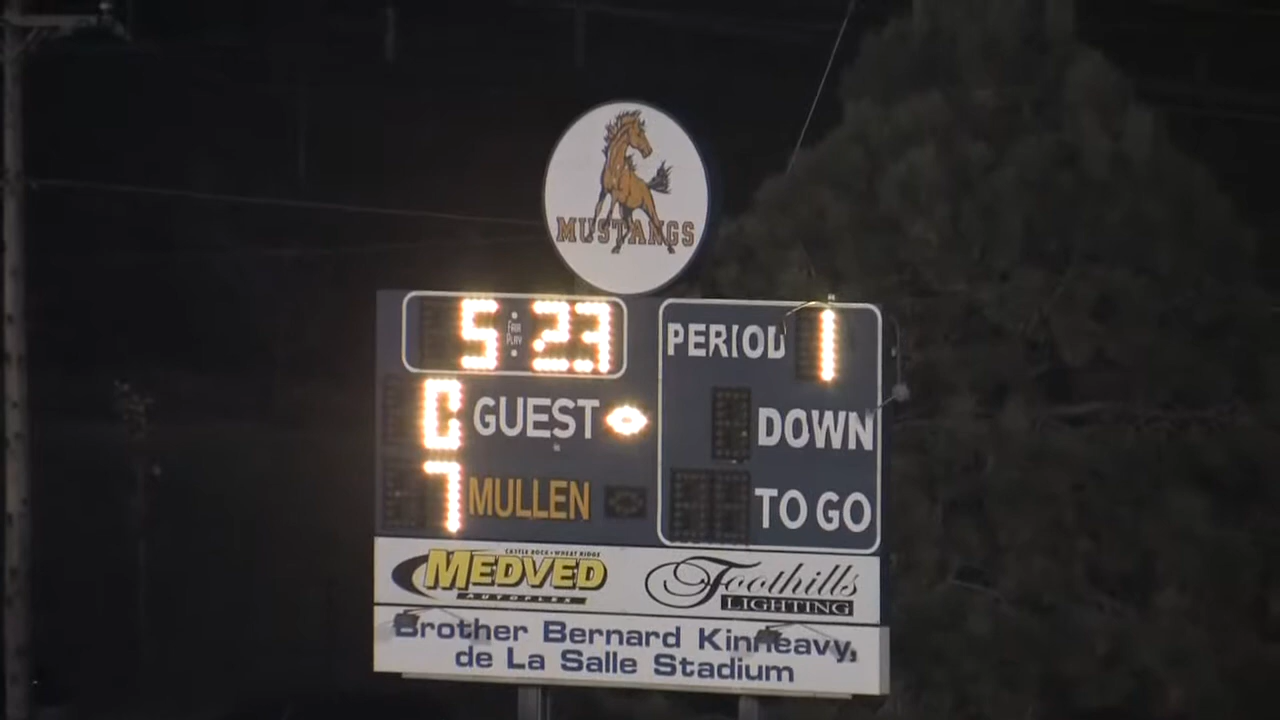 MUSTANGS
5:23
FAIR PLAY
PERIOD 1
0 GUEST
DOWN
7 MULLEN
TO GO
CASTLE ROCK • WHEAT RIDGE
MEDVED
AUTOPLEX
Foothills
LIGHTING
Brother Bernard Kinneavy,
de La Salle Stadium